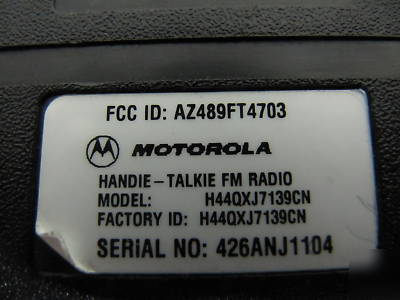 FCC ID: AZ489FT4703
MOTOROLA
HANDIE-TALKIE FM RADIO
MODEL: H44QXJ7139CN
FACTORY ID: H44QXJ7139CN
SERIAL NO: 426ANJ1104